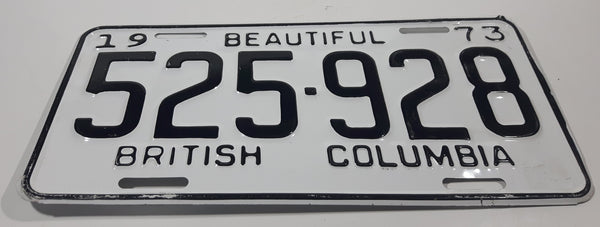 19 BEAUTIFUL 73
525·928
BRITISH COLUMBIA